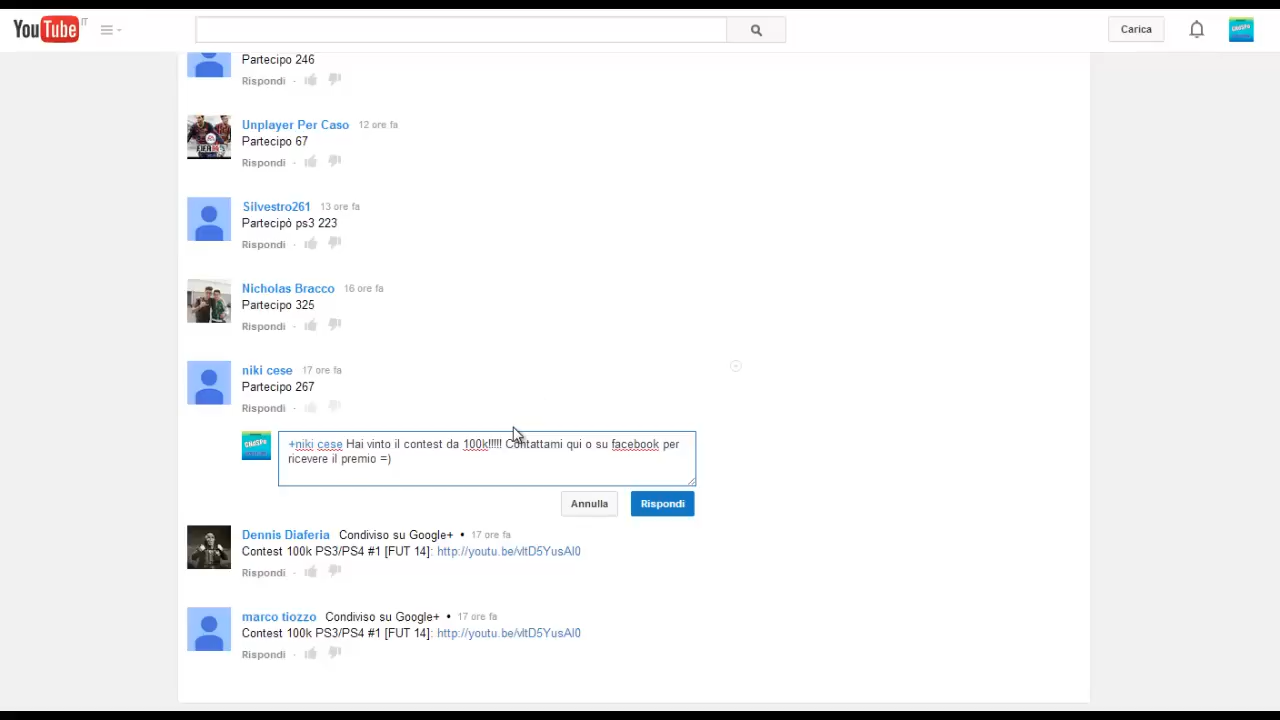 YouTube IT
Carica
Partecipo 246
Rispondi -
Unplayer Per Caso 12 ore fa
Partecipo 67
Rispondi -
Silvestro261 13 ore fa
Partecipò ps3 223
Rispondi -
Nicholas Bracco 16 ore fa
Partecipo 325
Rispondi -
niki cese 17 ore fa
Partecipo 267
Rispondi -
+niki cese Hai vinto il contest da 100k!!!!! Contattami qui o su facebook per
ricevere il premio =)
Annulla Rispondi
Dennis Diaferia Condiviso su Google+ • 17 ore fa
Contest 100k PS3/PS4 #1 [FUT 14]: http://youtu.be/vltD5YusAI0
Rispondi -
marco tiozzo Condiviso su Google+ • 17 ore fa
Contest 100k PS3/PS4 #1 [FUT 14]: http://youtu.be/vltD5YusAI0
Rispondi -